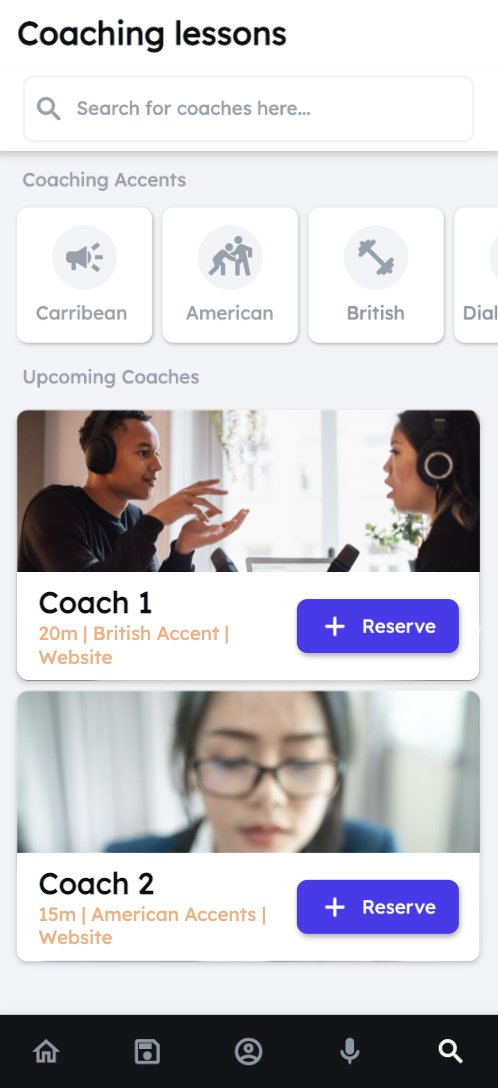 Coaching lessons
Search for coaches here...
Coaching Accents
Carribean
American
British
Dial
Upcoming Coaches
Coach 1
20m | British Accent |
Website
Reserve
Coach 2
15m | American Accents |
Website
Reserve